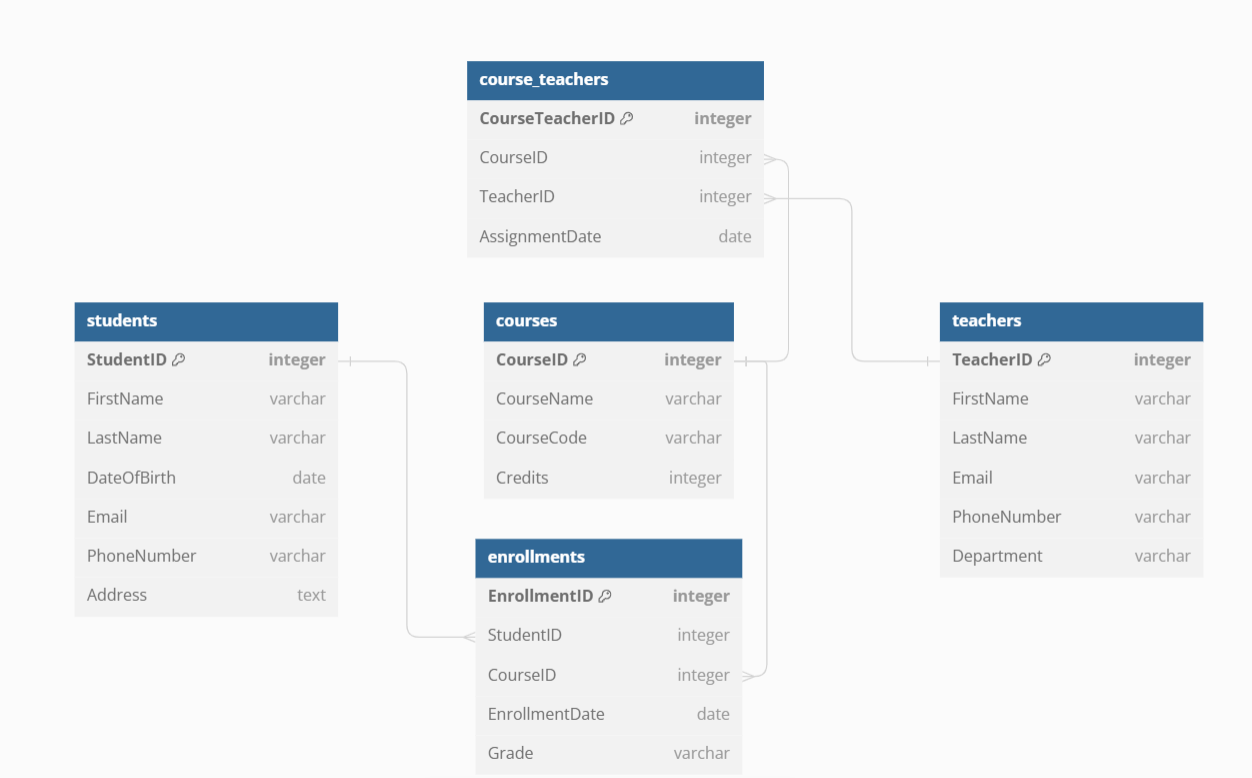 course_teachers
CourseTeacherID integer
CourseID integer
TeacherID integer
AssignmentDate date
students
StudentID integer
FirstName varchar
LastName varchar
DateOfBirth date
Email varchar
PhoneNumber varchar
Address text
courses
CourseID integer
CourseName varchar
CourseCode varchar
Credits integer
enrollments
EnrollmentID integer
StudentID integer
CourseID integer
EnrollmentDate date
Grade varchar
teachers
TeacherID integer
FirstName varchar
LastName varchar
Email varchar
PhoneNumber varchar
Department varchar